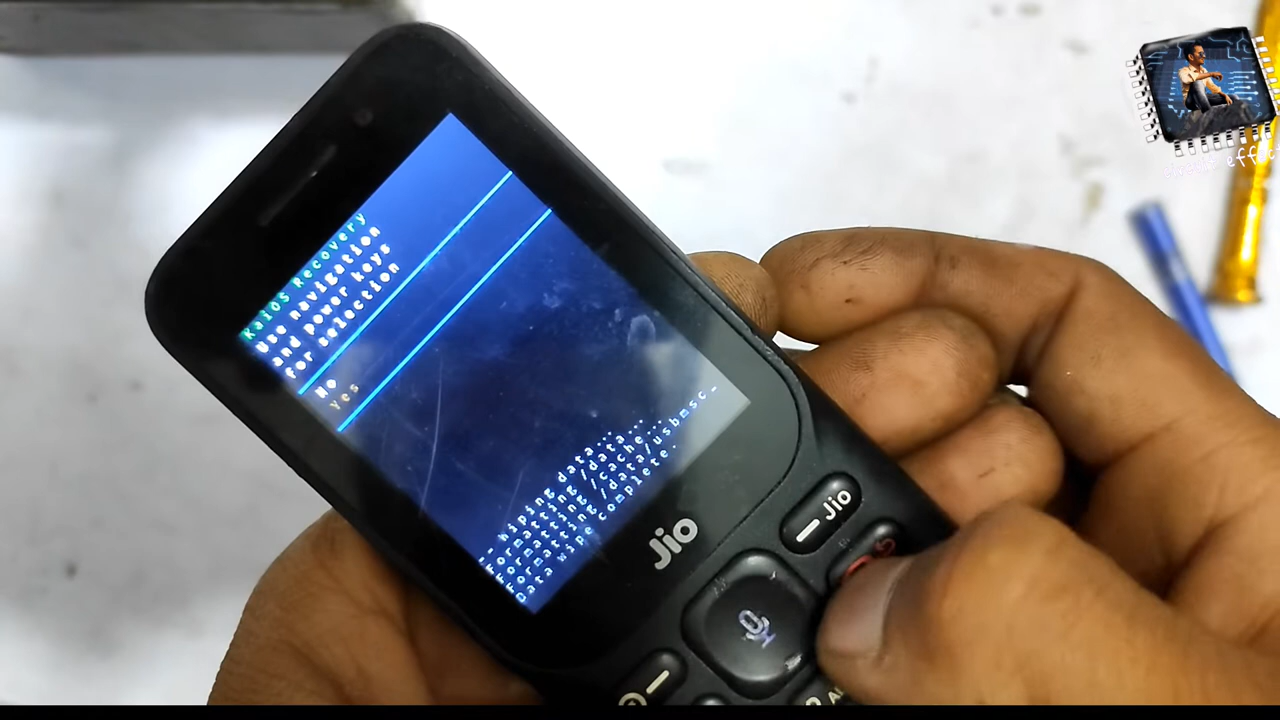 KaiOS Recovery
Use navigation
and Power keys
for selection
No
Yes
-- Wiping data...
Formatting /data...
Formatting /cache...
Formatting /data/usbmsc_
Data wipe complete.
Jio
Jio